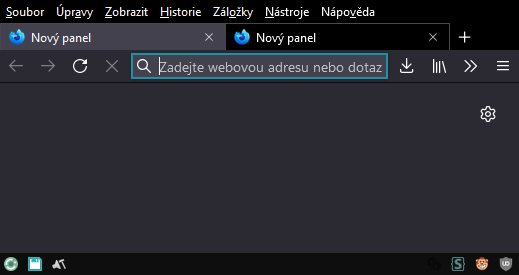 Soubor Úpravy Zobrazit Historie Záložky Nástroje Nápověda
Nový panel Nový panel
Zadejte webovou adresu nebo dotaz